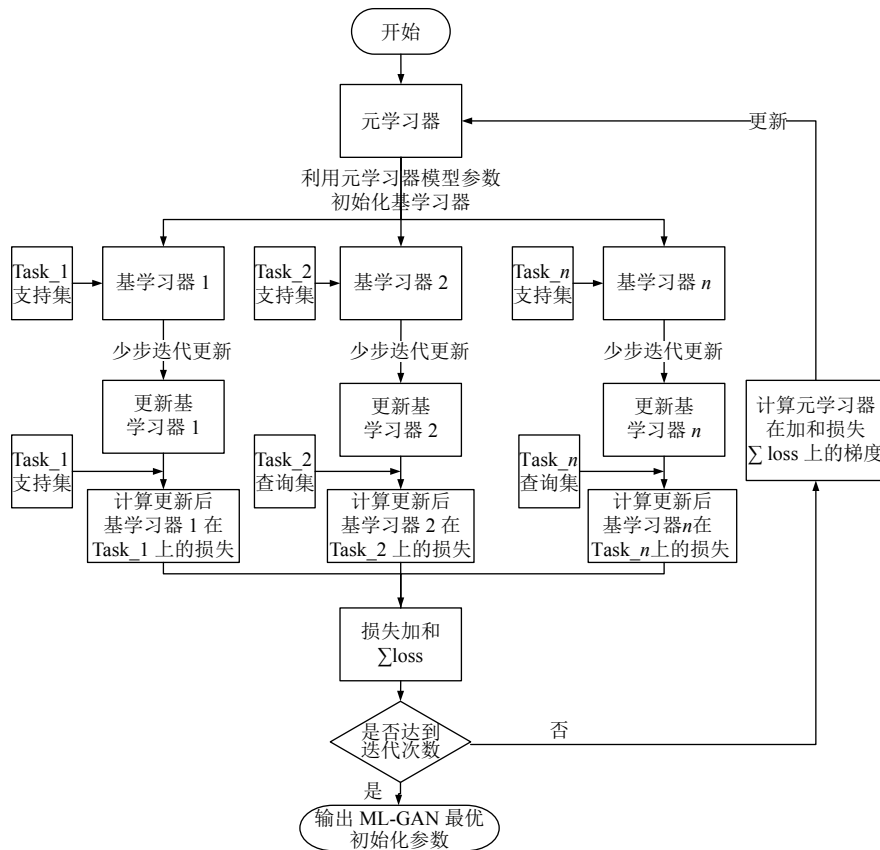 开始
元学习器
更新
利用元学习器模型参数
初始化基学习器
Task_1
支持集
基学习器 1
Task_2
支持集
基学习器 2
Task_n
支持集
基学习器 n
少步迭代更新
少步迭代更新
少步迭代更新
更新基
学习器 1
更新基
学习器 2
更新基
学习器 n
计算元学习器
在加和损失
∑ loss 上的梯度
Task_1
支持集
Task_2
查询集
Task_n
查询集
计算更新后
基学习器 1 在
Task_1 上的损失
计算更新后
基学习器 2 在
Task_2 上的损失
计算更新后
基学习器n在
Task_n上的损失
损失加和
∑loss
是否达到
迭代次数
否
是
输出 ML-GAN 最优
初始化参数